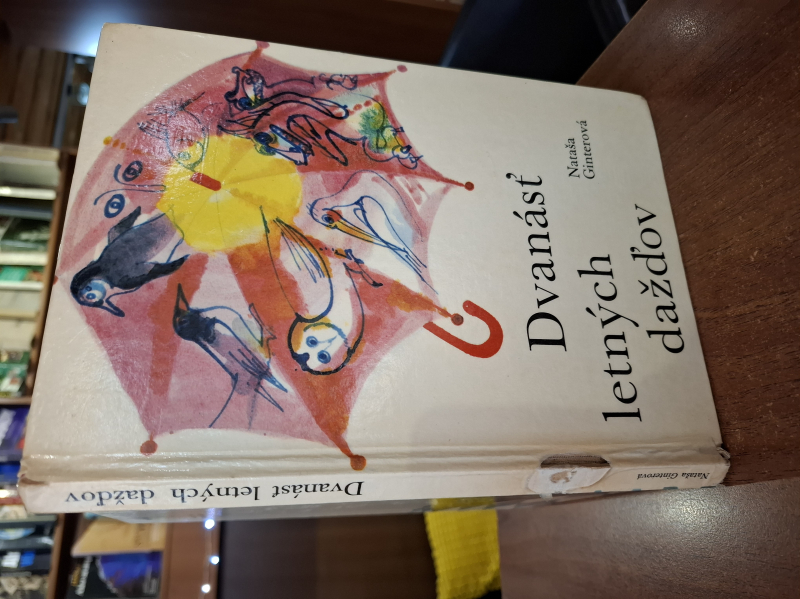 Nataša
Ginterová
Dvanásť
letných
dažďov
Nataša Ginterová
Dvanásť letných dažďov